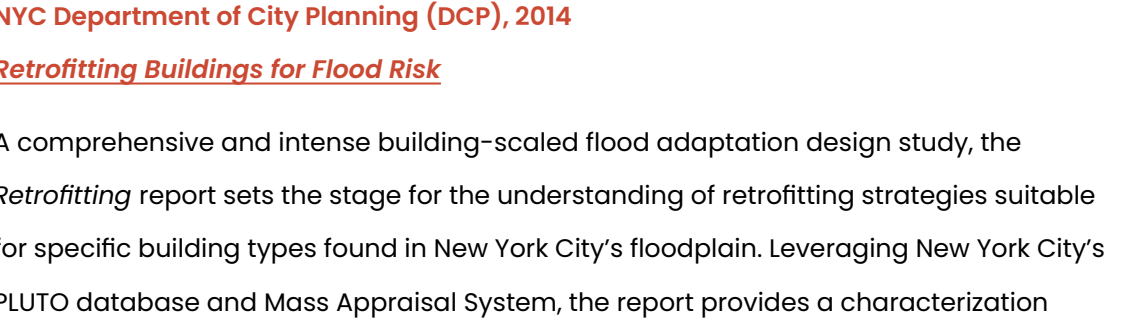 NYC Department of City Planning (DCP), 2014
Retrofitting Buildings for Flood Risk
A comprehensive and intense building-scaled flood adaptation design study, the
Retrofitting report sets the stage for the understanding of retrofitting strategies suitable
for specific building types found in New York City’s floodplain. Leveraging New York City’s
PLUTO database and Mass Appraisal System, the report provides a characterization